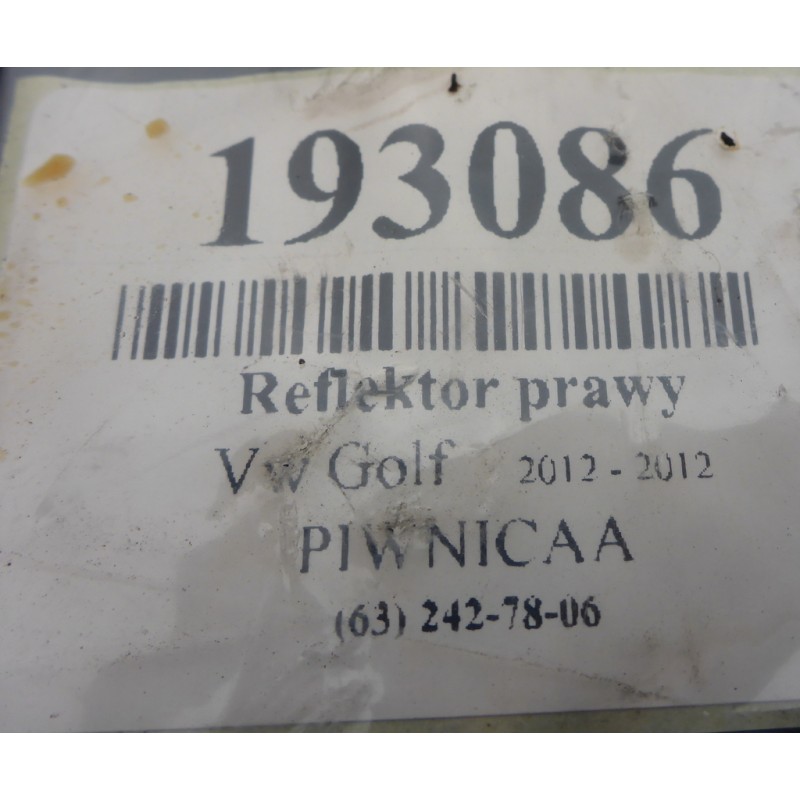 193086
Reflektor prawy
Vw Golf 2012 - 2012
PIWNICAA
(63) 242-78-06